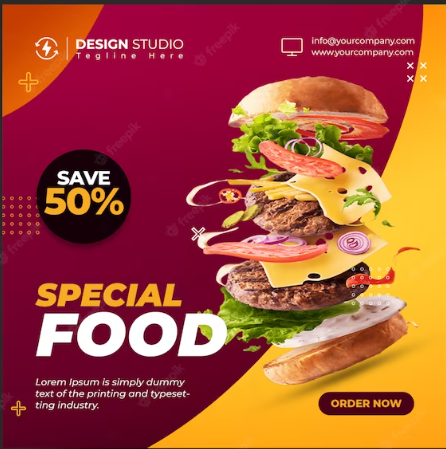 DESIGN STUDIO
Tegline Here
info@yourcompany.com
www.yourcompany.com
SAVE
50%
SPECIAL
FOOD
Lorem Ipsum is simply dummy
text of the printing and typeset-
ting industry.
ORDER NOW
freepik